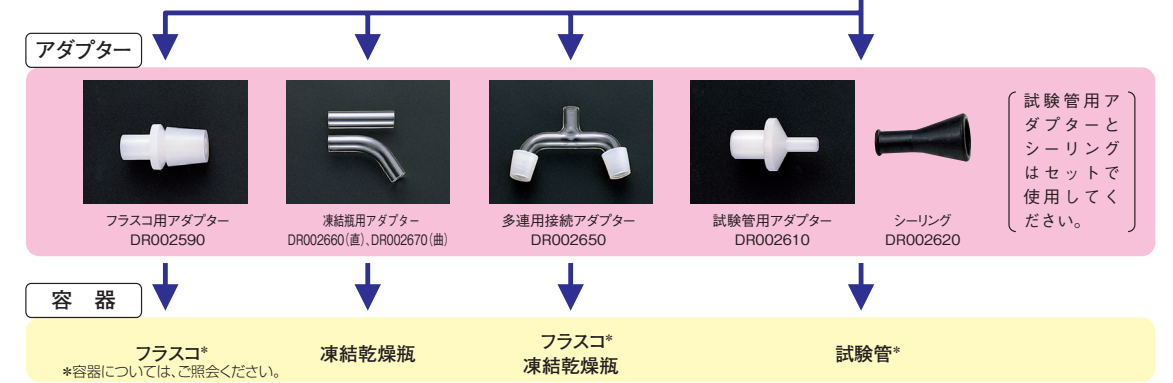 アダプター
フラスコ用アダプター
DR002590
凍結瓶用アダプター
DR002660(直)、DR002670(曲)
多連用接続アダプター
DR002650
試験管用アダプター
DR002610
シーリング
DR002620
試験管用ア
ダプターと
シーリング
はセットで
使用してく
ださい。
容 器
フラスコ*
*容器については、ご照会ください。
凍結乾燥瓶
フラスコ*
凍結乾燥瓶
試験管*